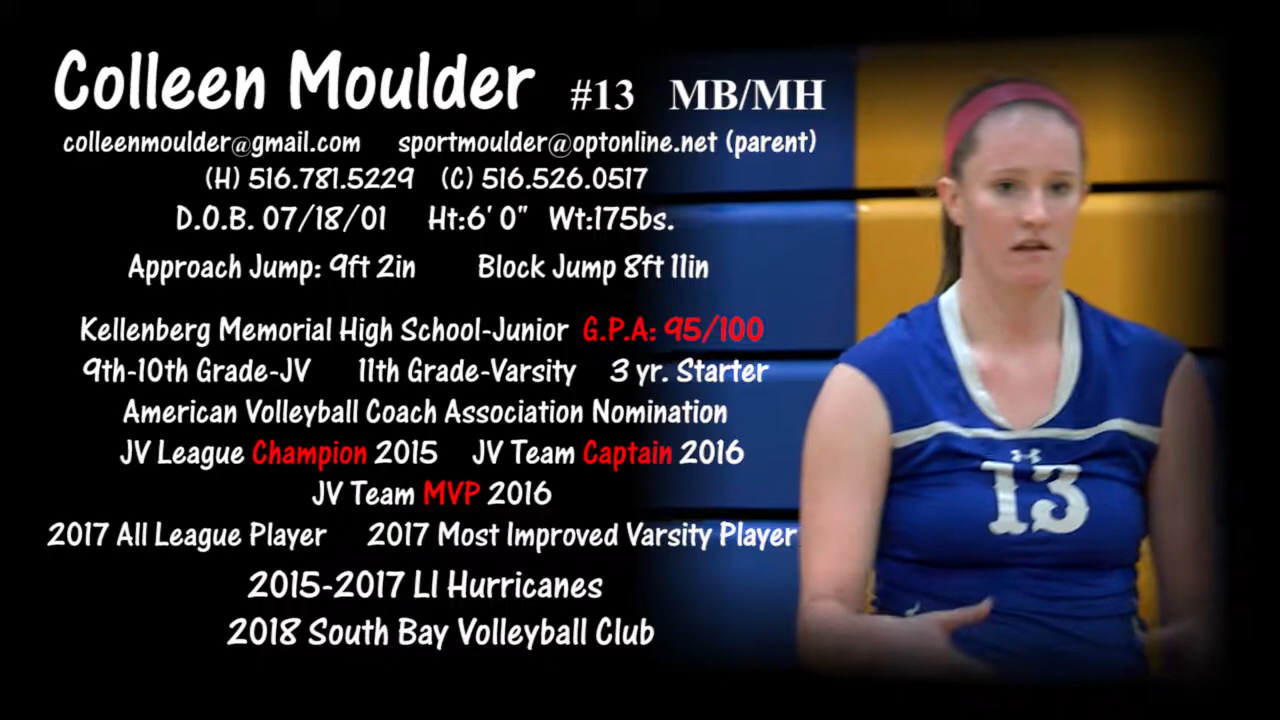 Colleen Moulder #13 MB/MH
colleenmoulder@gmail.com sportmoulder@optonline.net (parent)
(H) 516.781.5229 (C) 516.526.0517
D.O.B. 07/18/01 Ht:6' 0" Wt:175bs.
Approach Jump: 9ft 2in Block Jump 8ft 11in
Kellenberg Memorial High School-Junior G.P.A: 95/100
9th-10th Grade-JV 11th Grade-Varsity 3 yr. Starter
American Volleyball Coach Association Nomination
JV League Champion 2015 JV Team Captain 2016
JV Team MVP 2016
2017 All League Player 2017 Most Improved Varsity Player
2015-2017 LI Hurricanes
2018 South Bay Volleyball Club
13